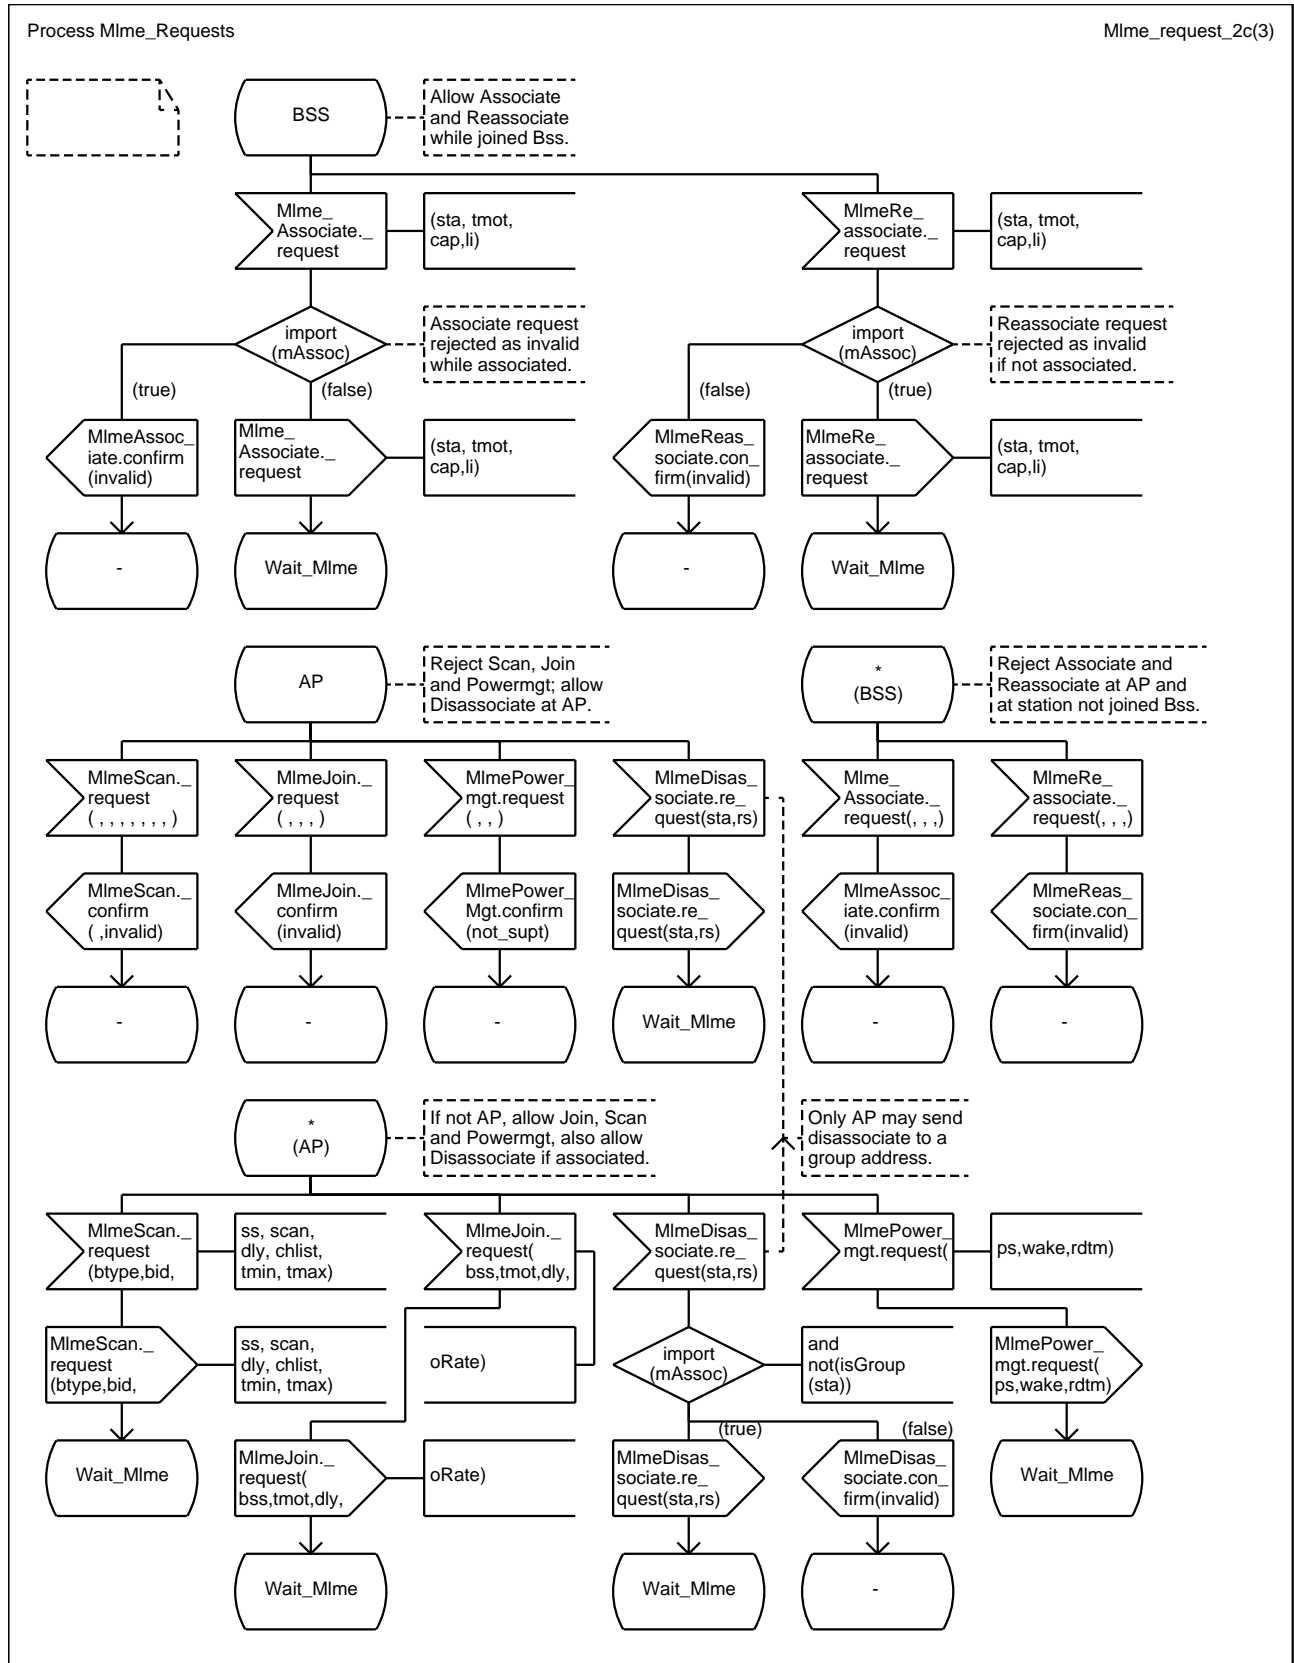 Process Mlme_Requests
Mlme_request_2c(3)
BSS
Allow Associate
and Reassociate
while joined Bss.
Mlme_
Associate._
request
(sta, tmot,
cap,li)
MlmeRe_
associate._
request
(sta, tmot,
cap,li)
import
(mAssoc)
Associate request
rejected as invalid
while associated.
import
(mAssoc)
Reassociate request
rejected as invalid
if not associated.
(true)
(false)
(false)
(true)
MlmeAssoc_
iate.confirm
(invalid)
Mlme_
Associate._
request
(sta, tmot,
cap,li)
MlmeReas_
sociate.con_
firm(invalid)
MlmeRe_
associate._
request
(sta, tmot,
cap,li)
-
Wait_Mlme
-
Wait_Mlme
AP
Reject Scan, Join
and Powermgt; allow
Disassociate at AP.
*
(BSS)
Reject Associate and
Reassociate at AP and
at station not joined Bss.
MlmeScan._
request
( , , , , , , , )
MlmeJoin._
request
( , , , )
MlmePower_
mgt.request
( , , )
MlmeDisas_
sociate.re_
quest(sta,rs)
Mlme_
Associate._
request(, , ,)
MlmeRe_
associate._
request(, , ,)
MlmeScan._
confirm
( ,invalid)
MlmeJoin._
confirm
(invalid)
MlmePower_
Mgt.confirm
(not_supt)
MlmeDisas_
sociate.re_
quest(sta,rs)
MlmeAssoc_
iate.confirm
(invalid)
MlmeReas_
sociate.con_
firm(invalid)
-
-
-
Wait_Mlme
-
-
*
(AP)
If not AP, allow Join, Scan
and Powermgt, also allow
Disassociate if associated.
Only AP may send
disassociate to a
group address.
MlmeScan._
request
(btype,bid,
ss, scan,
dly, chlist,
tmin, tmax)
MlmeJoin._
request(
bss,tmot,dly,
MlmeDisas_
sociate.re_
quest(sta,rs)
MlmePower_
mgt.request(
ps,wake,rdtm)
MlmeScan._
request
(btype,bid,
ss, scan,
dly, chlist,
tmin, tmax)
oRate)
import
(mAssoc)
and
not(isGroup
(sta))
MlmePower_
mgt.request(
ps,wake,rdtm)
(true)
(false)
Wait_Mlme
MlmeJoin._
request(
bss,tmot,dly,
oRate)
MlmeDisas_
sociate.re_
quest(sta,rs)
MlmeDisas_
sociate.con_
firm(invalid)
Wait_Mlme
Wait_Mlme
Wait_Mlme
-